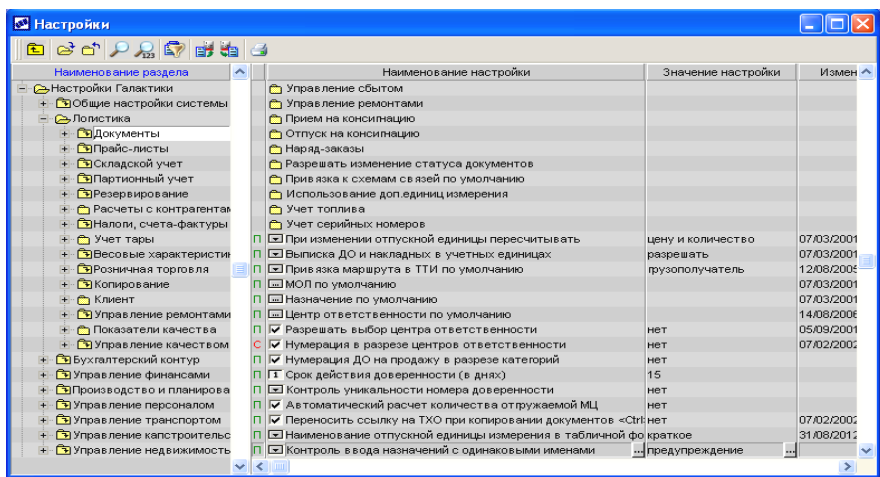 Настройки
Наименование раздела
Настройки Галактики
Общие настройки системы
Логистика
Документы
Прайс-листы
Складской учет
Партионный учет
Резервирование
Расчеты с контрагентам
Налоги, счета-фактуры
Учет тары
Весовые характеристик
Розничная торговля
Копирование
Клиент
Управление ремонтами
Показатели качества
Управление качеством
Бухгалтерский контур
Управление финансами
Производство и планирова
Управление персоналом
Управление транспортом
Управление капстроительс
Управление недвижимость
Наименование настройки Значение настройки Измен
Управление сбытом
Управление ремонтами
Прием на консигнацию
Отпуск на консигнацию
Наряд-заказы
Разрешать изменение статуса документов
Привязка к схемам связей по умолчанию
Использование доп.единиц измерения
Учет топлива
Учет серийных номеров
П При изменении отпускной единицы пересчитывать цену и количество 07/03/2001
П Выписка ДО и накладных в учетных единицах разрешать 07/03/2001
П Привязка маршрута в ТТИ по умолчанию грузополучатель 12/08/2005
П МОЛ по умолчанию 07/03/2001
П Назначение по умолчанию 07/03/2001
П Центр ответственности по умолчанию 14/08/2006
П Разрешать выбор центра ответственности нет 05/09/2001
С Нумерация в разрезе центров ответственности нет 07/02/2002
П Нумерация ДО на продажу в разрезе категорий нет
П Срок действия доверенности (в днях) 15
П Контроль уникальности номера доверенности нет
П Автоматический расчет количества отгружаемой МЦ нет
П Переносить ссылку на ТХО при копировании документов <Ctrl нет 07/02/2002
П Наименование отпускной единицы измерения в табличной фо краткое 31/08/2012
П Контроль ввода назначений с одинаковыми именами ... предупреждение ...